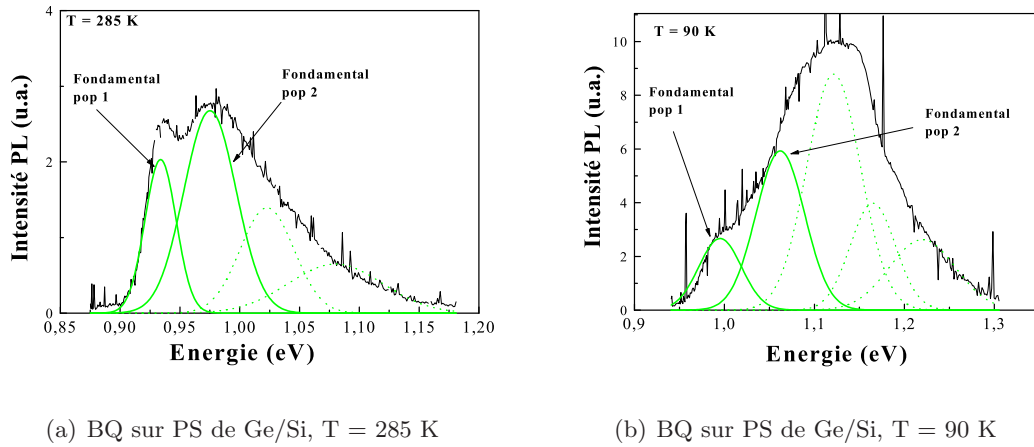 T = 285 K
Fondamental
pop 1
Fondamental
pop 2
Intensité PL (u.a.)
4
2
0
0,85
0,90
0,95
1,00
1,05
1,10
1,15
1,20
Energie (eV)
(a) BQ sur PS de Ge/Si, T = 285 K
T = 90 K
Fondamental
pop 1
Fondamental
pop 2
Intensité PL (u.a.)
10
8
6
4
2
0
0,9
1,0
1,1
1,2
1,3
Energie (eV)
(b) BQ sur PS de Ge/Si, T = 90 K